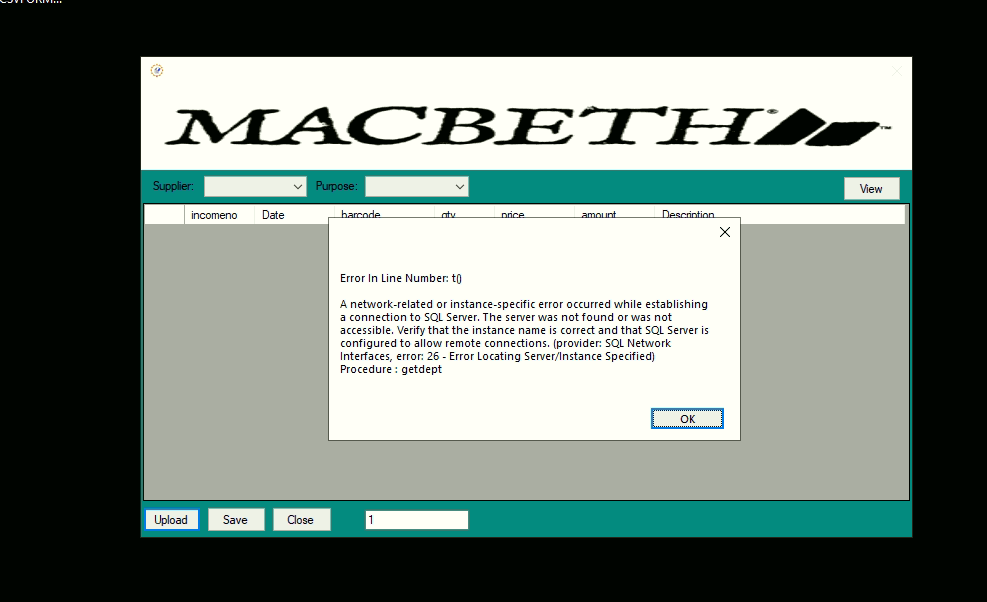 MACBETH
Supplier: Purpose: View
incomeno Date barcode qty price amount Description
Error In Line Number: t()
A network-related or instance-specific error occurred while establishing
a connection to SQL Server. The server was not found or was not
accessible. Verify that the instance name is correct and that SQL Server is
configured to allow remote connections. (provider: SQL Network
Interfaces, error: 26 - Error Locating Server/Instance Specified)
Procedure : getdept
OK
Upload Save Close 1